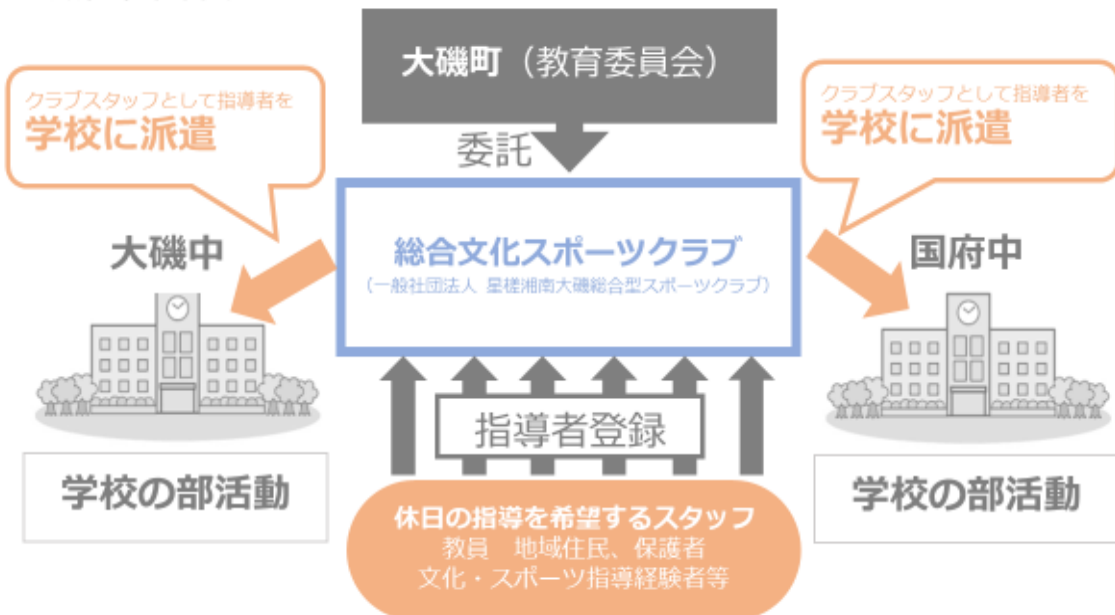 大磯町（教育委員会）
委託
クラブスタッフとして指導者を
学校に派遣
クラブスタッフとして指導者を
学校に派遣
総合文化スポーツクラブ
（一般社団法人 星槎湘南大磯総合型スポーツクラブ）
大磯中
国府中
指導者登録
学校の部活動
学校の部活動
休日の指導を希望するスタッフ
教員　地域住民、保護者
文化・スポーツ指導経験者等